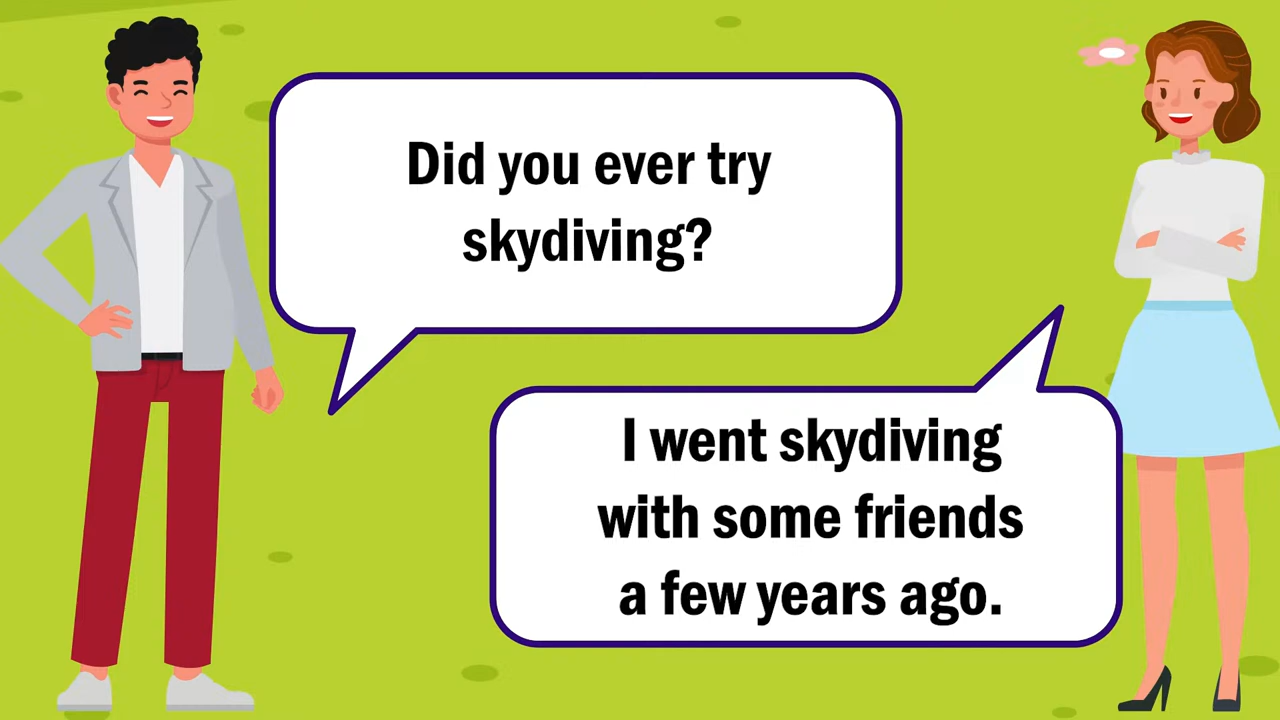 Did you ever try
skydiving?
I went skydiving
with some friends
a few years ago.